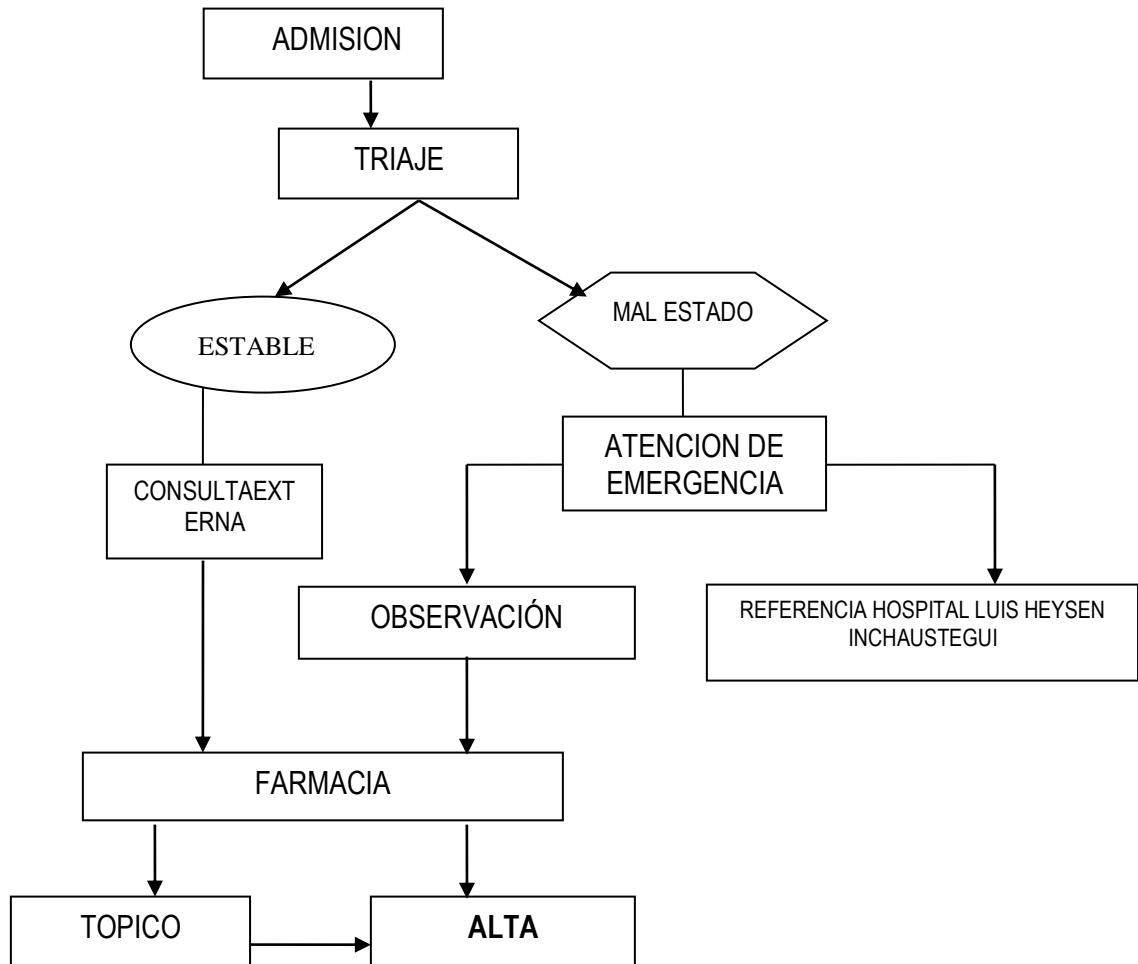 ADMISION
TRIAJE
ESTABLE
MAL ESTADO
ATENCION DE
EMERGENCIA
CONSULTAEXT
ERNA
OBSERVACIÓN
REFERENCIA HOSPITAL LUIS HEYSEN
INCHAUSTEGUI
FARMACIA
TOPICO
ALTA